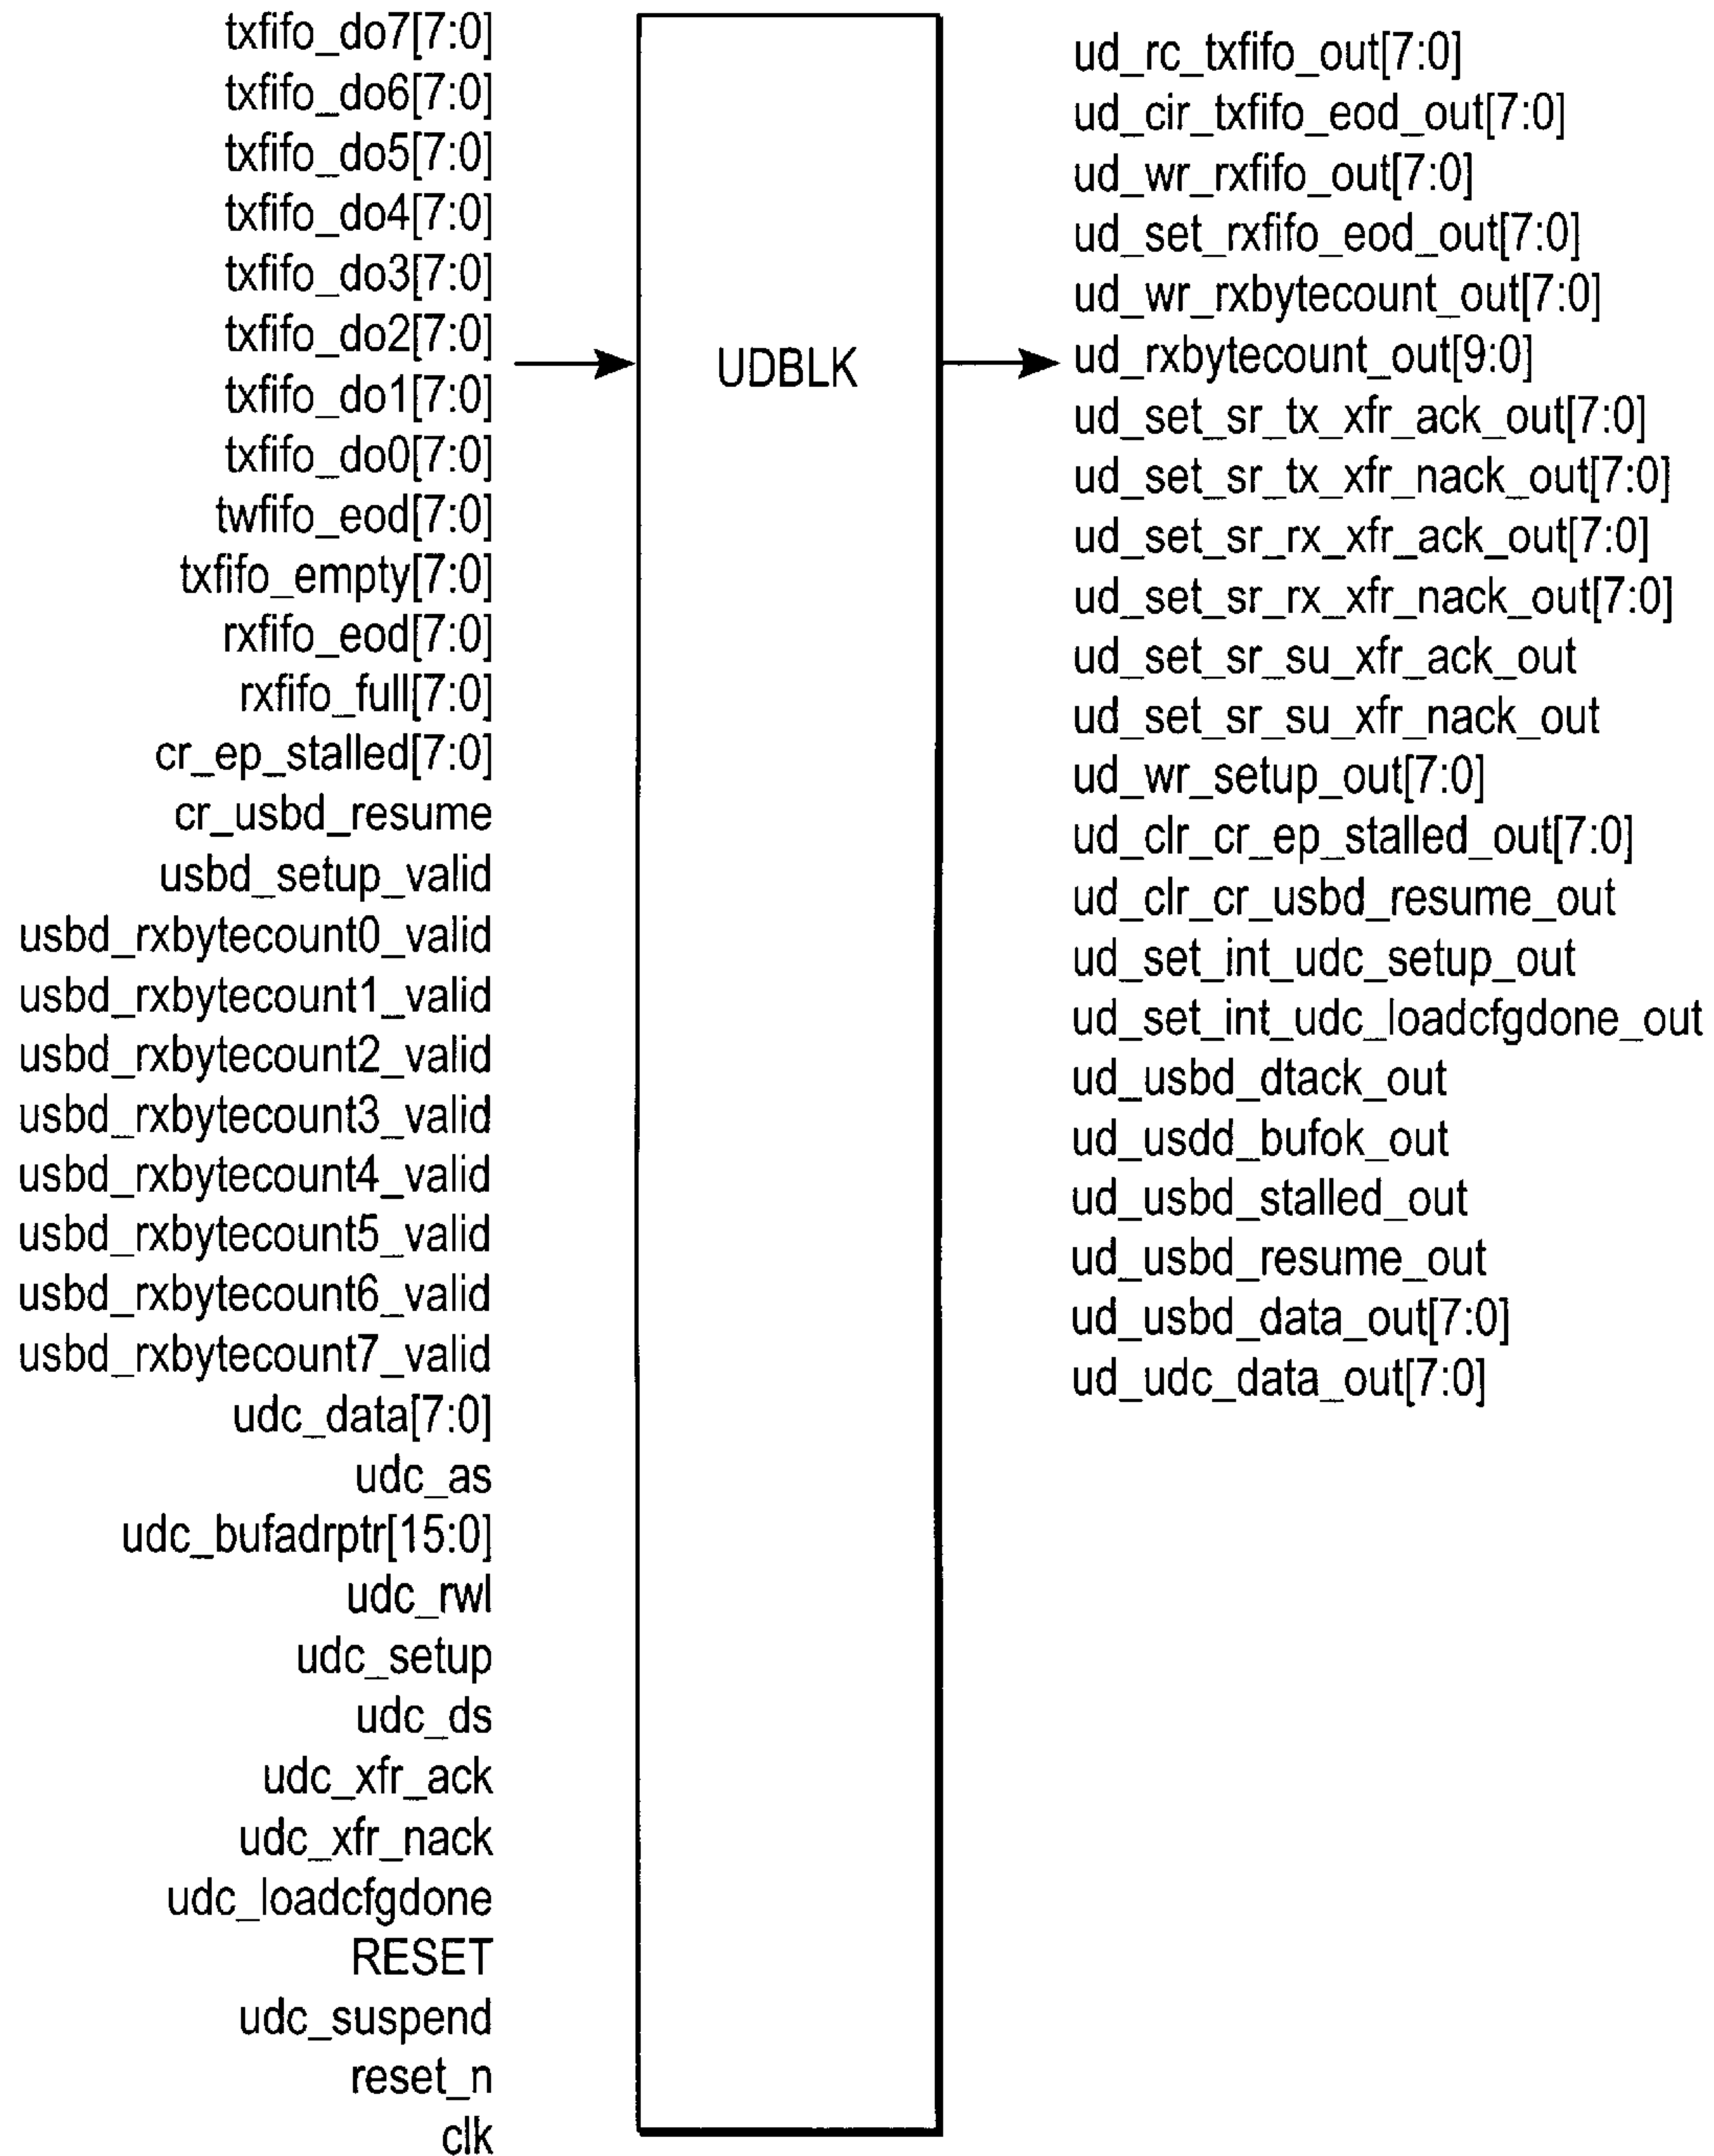 txfifo_do7[7:0]
txfifo_do6[7:0]
txfifo_do5[7:0]
txfifo_do4[7:0]
txfifo_do3[7:0]
txfifo_do2[7:0]
txfifo_do1[7:0]
txfifo_do0[7:0]
twfifo_eod[7:0]
txfifo_empty[7:0]
rxfifo_eod[7:0]
rxfifo_full[7:0]
cr_ep_stalled[7:0]
cr_usbd_resume
usbd_setup_valid
usbd_rxbytecount0_valid
usbd_rxbytecount1_valid
usbd_rxbytecount2_valid
usbd_rxbytecount3_valid
usbd_rxbytecount4_valid
usbd_rxbytecount5_valid
usbd_rxbytecount6_valid
usbd_rxbytecount7_valid
udc_data[7:0]
udc_as
udc_bufadrptr[15:0]
udc_rwl
udc_setup
udc_ds
udc_xfr_ack
udc_xfr_nack
udc_loadcfgdone
RESET
udc_suspend
reset_n
clk
UDBLK
ud_rc_txfifo_out[7:0]
ud_cir_txfifo_eod_out[7:0]
ud_wr_rxfifo_out[7:0]
ud_set_rxfifo_eod_out[7:0]
ud_wr_rxbytecount_out[7:0]
ud_rxbytecount_out[9:0]
ud_set_sr_tx_xfr_ack_out[7:0]
ud_set_sr_tx_xfr_nack_out[7:0]
ud_set_sr_rx_xfr_ack_out[7:0]
ud_set_sr_rx_xfr_nack_out[7:0]
ud_set_sr_su_xfr_ack_out
ud_set_sr_su_xfr_nack_out
ud_wr_setup_out[7:0]
ud_clr_cr_ep_stalled_out[7:0]
ud_clr_cr_usbd_resume_out
ud_set_int_udc_setup_out
ud_set_int_udc_loadcfgdone_out
ud_usbd_dtack_out
ud_usdd_bufok_out
ud_usbd_stalled_out
ud_usbd_resume_out
ud_usbd_data_out[7:0]
ud_udc_data_out[7:0]